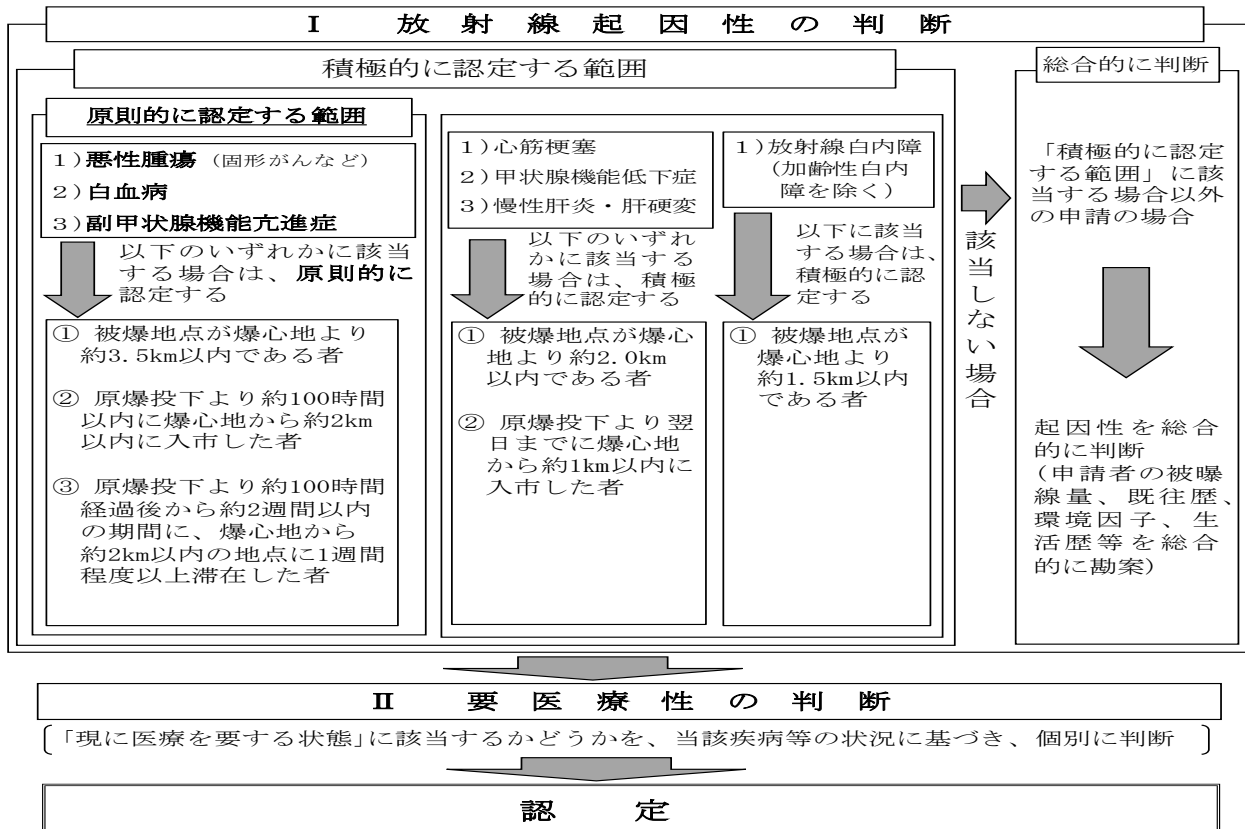 Ⅰ 放射線起因性の判断
積極的に認定する範囲
原則的に認定する範囲
１)悪性腫瘍（固形がんなど）
２)白血病
３)副甲状腺機能亢進症
以下のいずれかに該当
する場合は、原則的に
認定する
① 被爆地点が爆心地より
約3.5km以内である者
② 原爆投下より約100時間
以内に爆心地から約2km
以内に入市した者
③ 原爆投下より約100時間
経過後から約2週間以内
の期間に、爆心地から
約2km以内の地点に1週間
程度以上滞在した者
１)心筋梗塞
２)甲状腺機能低下症
３)慢性肝炎・肝硬変
以下のいずれ
かに該当する
場合は、積極
的に認定する
① 被爆地点が爆心
地より約2.0km
以内である者
② 原爆投下より翌
日までに爆心地
から約1km以内に
入市した者
１)放射線白内障
(加齢性白内
障を除く)
以下に該当
する場合は、
積極的に認
定する
① 被爆地点が
爆心地より
約1.5km以内
である者
該当しない場合
総合的に判断
「積極的に認定
する範囲」に該
当する場合以外
の申請の場合
起因性を総合
的に判断
(申請者の被曝
線量、既往歴、
環境因子、生
活歴等を総合
的に勘案)
Ⅱ 要医療性の判断
「現に医療を要する状態」に該当するかどうかを、当該疾病等の状況に基づき、個別に判断
認定